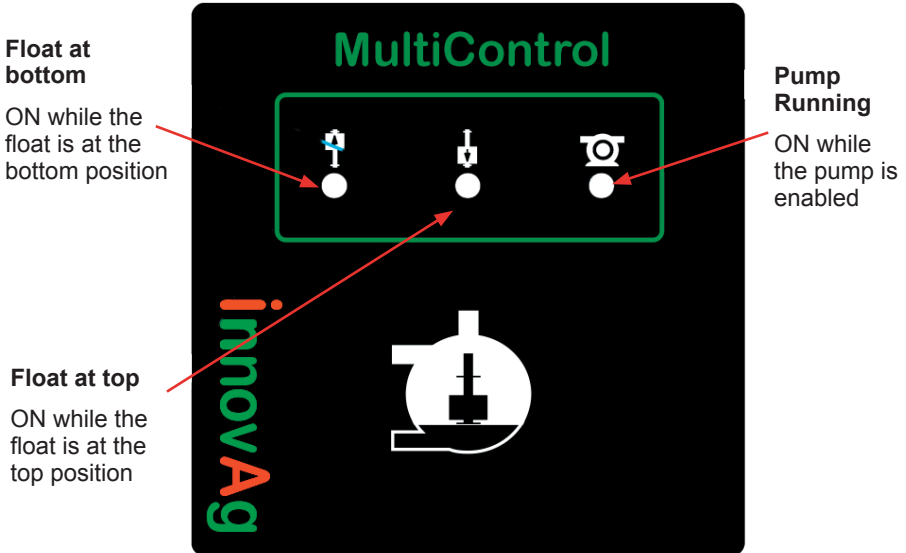 MultiControl
Float at
bottom
ON while the
float is at the
bottom position
Pump
Running
ON while
the pump is
enabled
Float at top
ON while the
float is at the
top position
innovAg